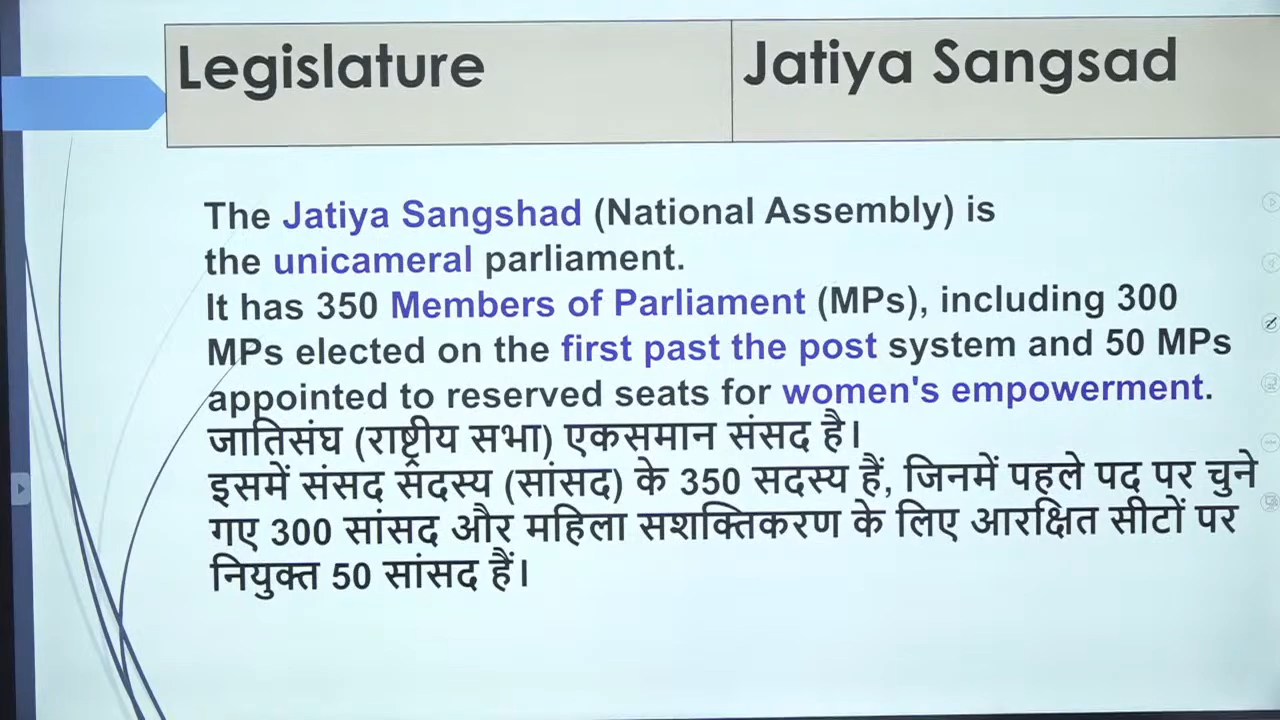 Legislature
Jatiya Sangsad
The Jatiya Sangshad (National Assembly) is
the unicameral parliament.
It has 350 Members of Parliament (MPs), including 300
MPs elected on the first past the post system and 50 MPs
appointed to reserved seats for women's empowerment.
जातिसंघ (राष्ट्रीय सभा) एकसमान संसद है।
इसमें संसद सदस्य (सांसद) के 350 सदस्य हैं, जिनमें पहले पद पर चुने
गए 300 सांसद और महिला सशक्तिकरण के लिए आरक्षित सीटों पर
नियुक्त 50 सांसद हैं।